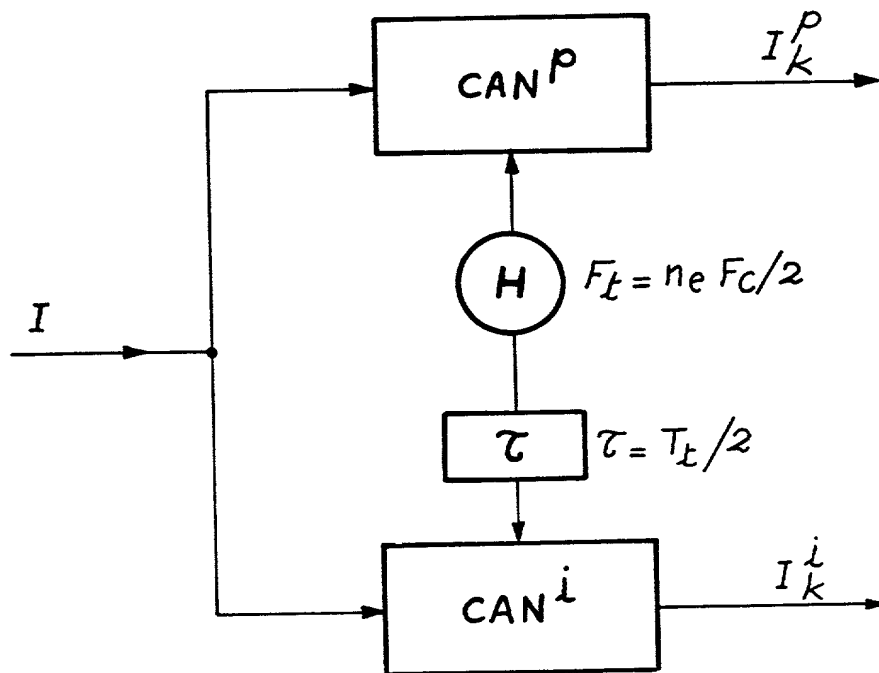 CAN^p
I_k^p
H
F_t = n_e F_c/2
I
τ
τ = T_t/2
CAN^i
I_k^i